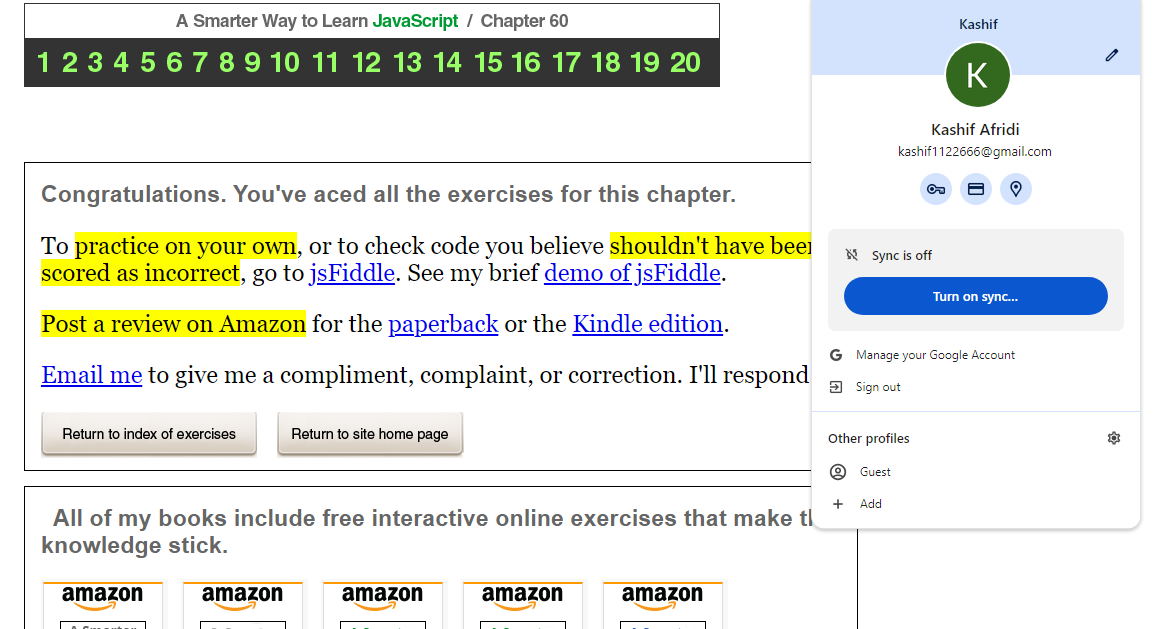 A Smarter Way to Learn JavaScript / Chapter 60
1 2 3 4 5 6 7 8 9 10 11 12 13 14 15 16 17 18 19 20
Congratulations. You've aced all the exercises for this chapter.
To practice on your own, or to check code you believe shouldn't have been
scored as incorrect, go to jsFiddle. See my brief demo of jsFiddle.
Post a review on Amazon for the paperback or the Kindle edition.
Email me to give me a compliment, complaint, or correction. I'll respond
Return to index of exercises
Return to site home page
All of my books include free interactive online exercises that make
knowledge stick.
amazon amazon amazon amazon amazon
Kashif
K
Kashif Afridi
kashif1122666@gmail.com
Sync is off
Turn on sync...
Manage your Google Account
Sign out
Other profiles
Guest
Add